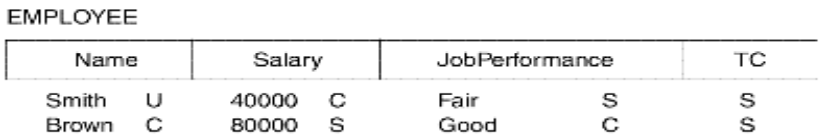 EMPLOYEE
Name Salary JobPerformance TC
Smith U 40000 C Fair S S
Brown C 80000 S Good C S